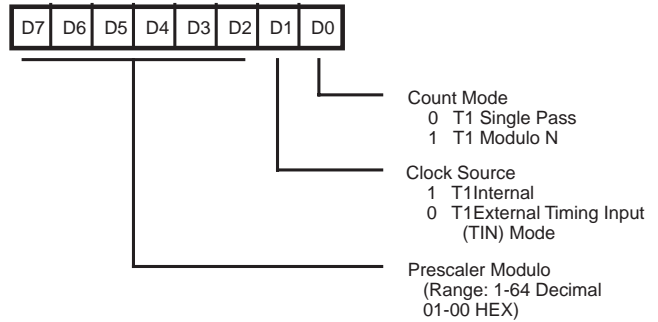 D7 D6 D5 D4 D3 D2 D1 D0
Count Mode
0 T1 Single Pass
1 T1 Modulo N
Clock Source
1 T1Internal
0 T1External Timing Input
(TIN) Mode
Prescaler Modulo
(Range: 1-64 Decimal
01-00 HEX)